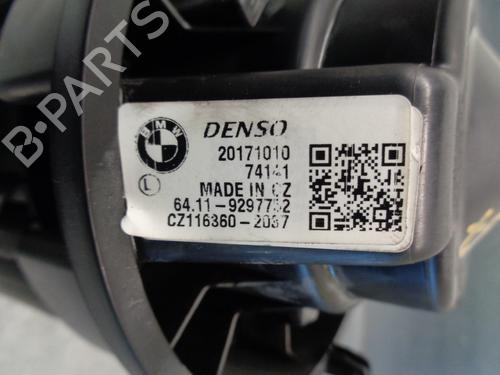 B-PARTS
BMW
DENSO
20171010
74141
L
MADE IN CZ
64.11-9297752
CZ116360-2037